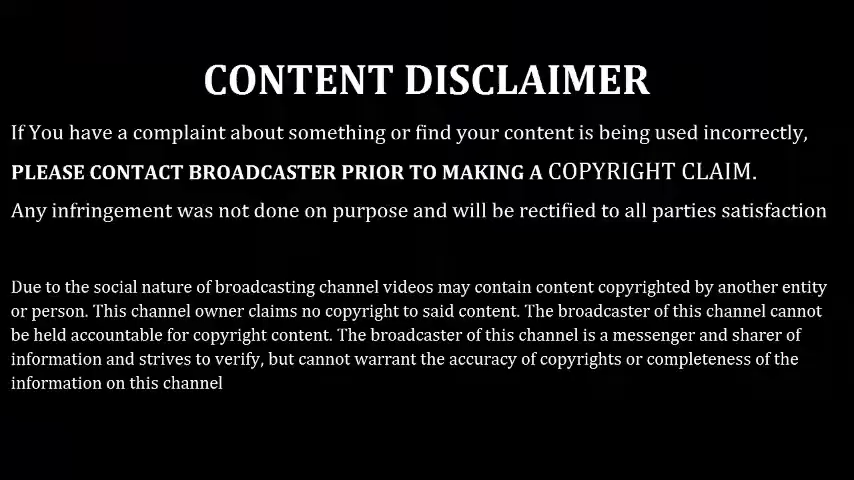 CONTENT DISCLAIMER
If You have a complaint about something or find your content is being used incorrectly,
PLEASE CONTACT BROADCASTER PRIOR TO MAKING A COPYRIGHT CLAIM.
Any infringement was not done on purpose and will be rectified to all parties satisfaction
Due to the social nature of broadcasting channel videos may contain content copyrighted by another entity
or person. This channel owner claims no copyright to said content. The broadcaster of this channel cannot
be held accountable for copyright content. The broadcaster of this channel is a messenger and sharer of
information and strives to verify, but cannot warrant the accuracy of copyrights or completeness of the
information on this channel